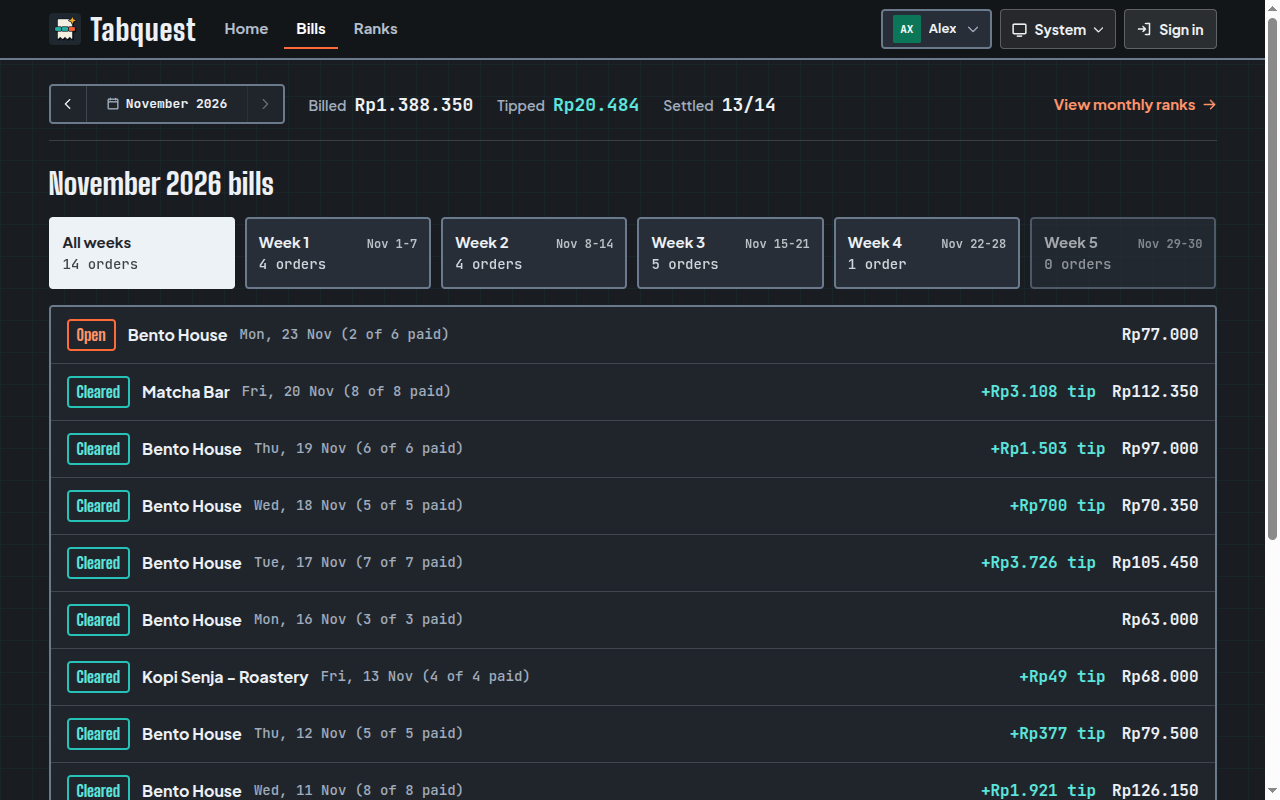 Tabquest Home Bills Ranks AX Alex System Sign in
November 2026 Billed Rp1.388.350 Tipped Rp20.484 Settled 13/14 View monthly ranks →
November 2026 bills
All weeks Week 1 Nov 1-7 Week 2 Nov 8-14 Week 3 Nov 15-21 Week 4 Nov 22-28 Week 5 Nov 29-30
14 orders 4 orders 4 orders 5 orders 1 order 0 orders
Open Bento House Mon, 23 Nov (2 of 6 paid) Rp77.000
Cleared Matcha Bar Fri, 20 Nov (8 of 8 paid) +Rp3.108 tip Rp112.350
Cleared Bento House Thu, 19 Nov (6 of 6 paid) +Rp1.503 tip Rp97.000
Cleared Bento House Wed, 18 Nov (5 of 5 paid) +Rp700 tip Rp70.350
Cleared Bento House Tue, 17 Nov (7 of 7 paid) +Rp3.726 tip Rp105.450
Cleared Bento House Mon, 16 Nov (3 of 3 paid) Rp63.000
Cleared Kopi Senja – Roastery Fri, 13 Nov (4 of 4 paid) +Rp49 tip Rp68.000
Cleared Bento House Thu, 12 Nov (5 of 5 paid) +Rp377 tip Rp79.500
Cleared Bento House Wed, 11 Nov (8 of 8 paid) +Rp1.921 tip Rp126.150